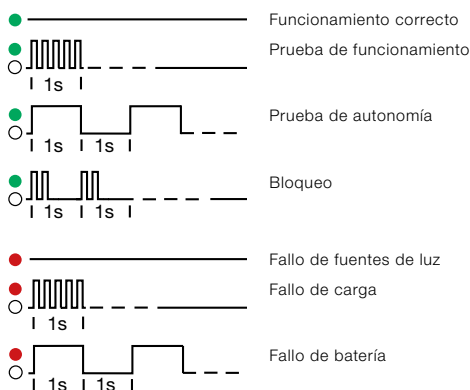 Funcionamiento correcto
Prueba de funcionamiento
1s
Prueba de autonomía
1s 1s
Bloqueo
1s 1s
Fallo de fuentes de luz
Fallo de carga
1s
Fallo de batería
1s 1s